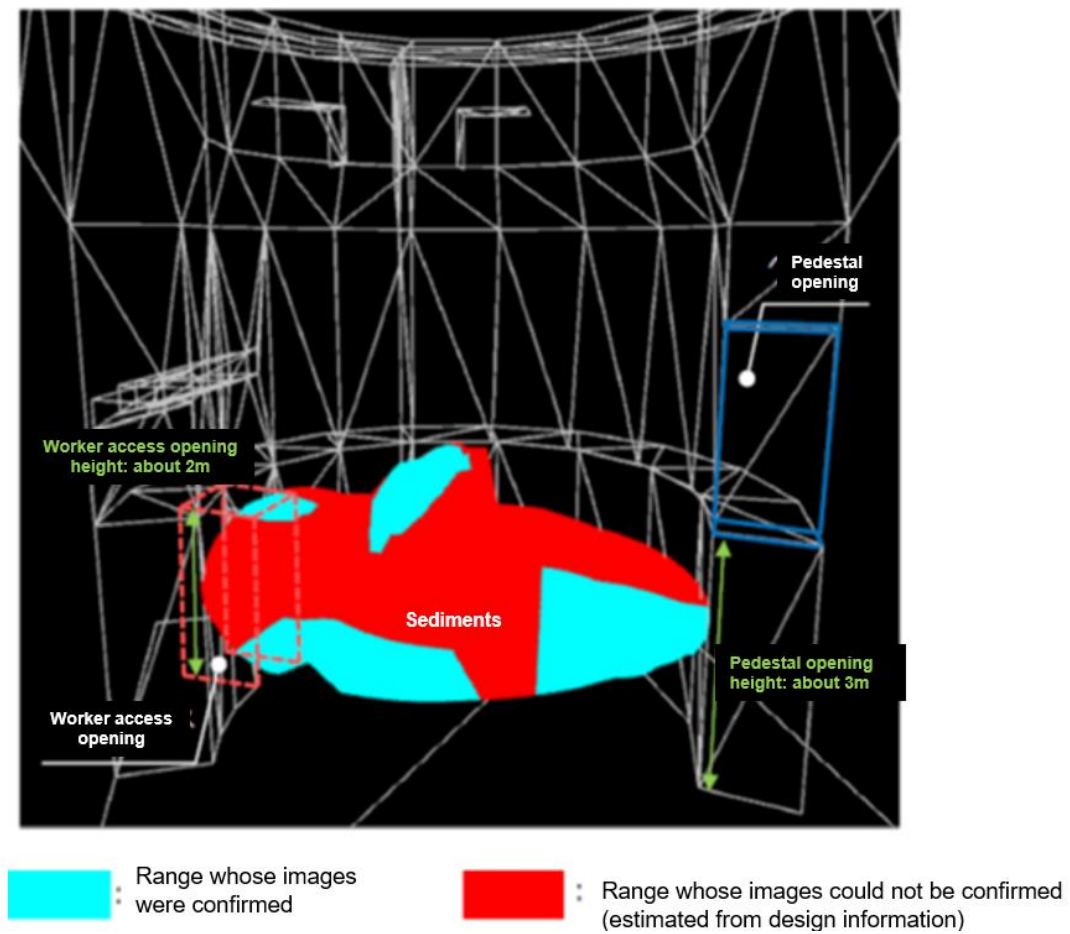 Pedestal
opening
Worker access opening
height: about 2m
Sediments
Pedestal opening
height: about 3m
Worker access
opening
: Range whose images
were confirmed
: Range whose images could not be confirmed
(estimated from design information)